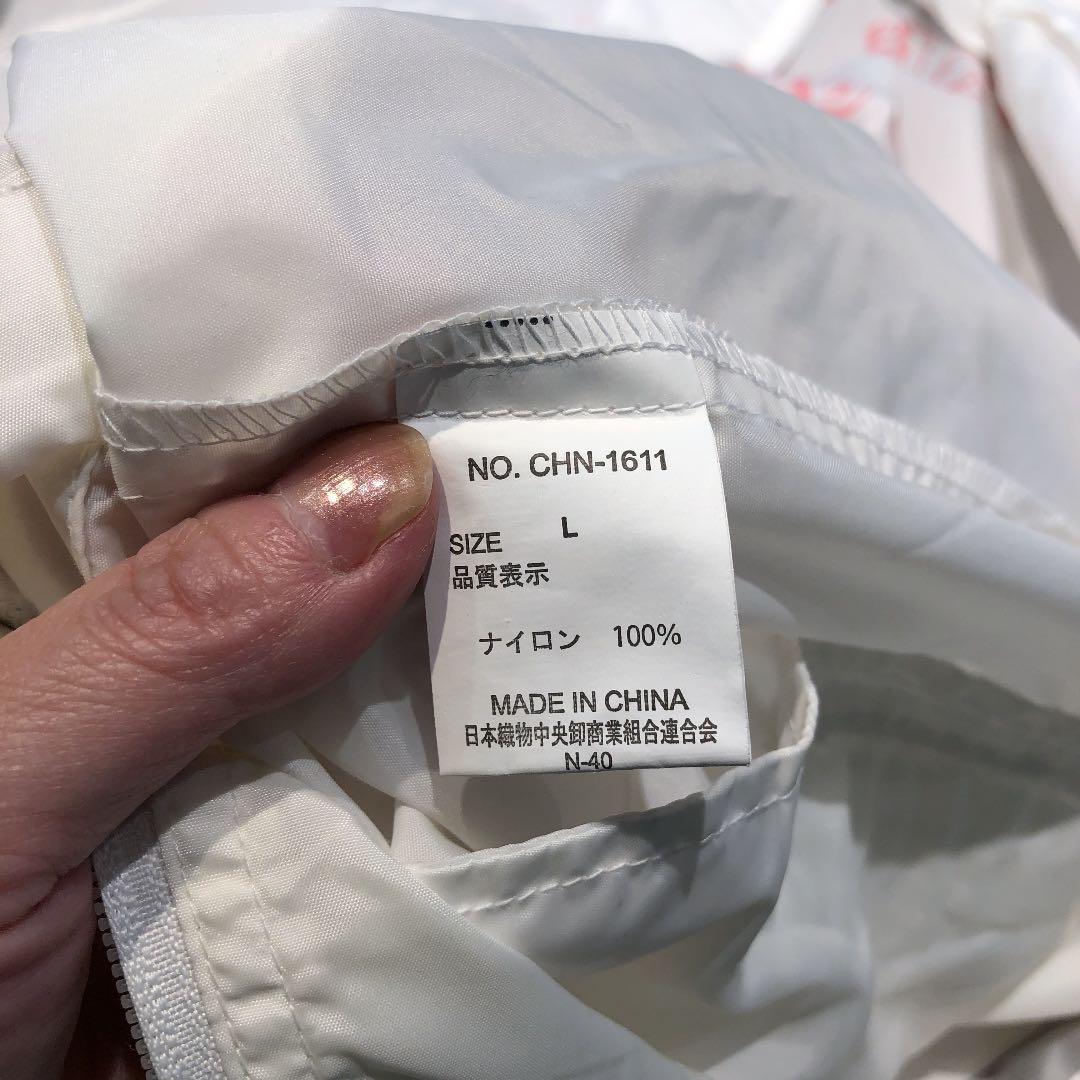 NO. CHN-1611
SIZE L
品質表示
ナイロン 100%
MADE IN CHINA
日本織物中央卸商業組合連合会
N-40